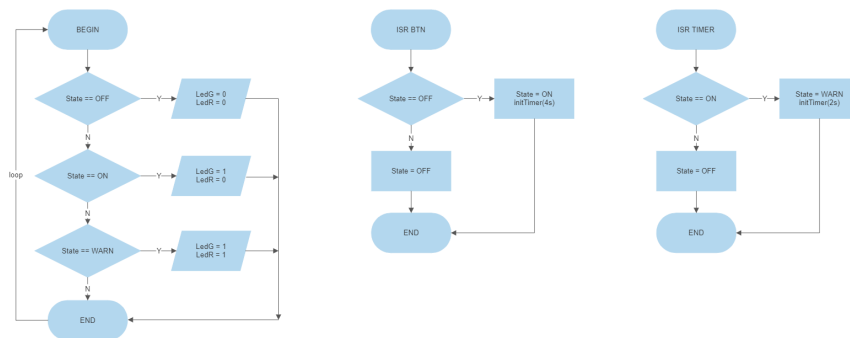 BEGIN
State == OFF
Y
LedG = 0
LedR = 0
N
loop
State == ON
Y
LedG = 1
LedR = 0
N
State == WARN
Y
LedG = 1
LedR = 1
N
END
ISR BTN
State == OFF
Y
State = ON
initTimer(4s)
N
State = OFF
END
ISR TIMER
State == ON
Y
State = WARN
initTimer(2s)
N
State = OFF
END